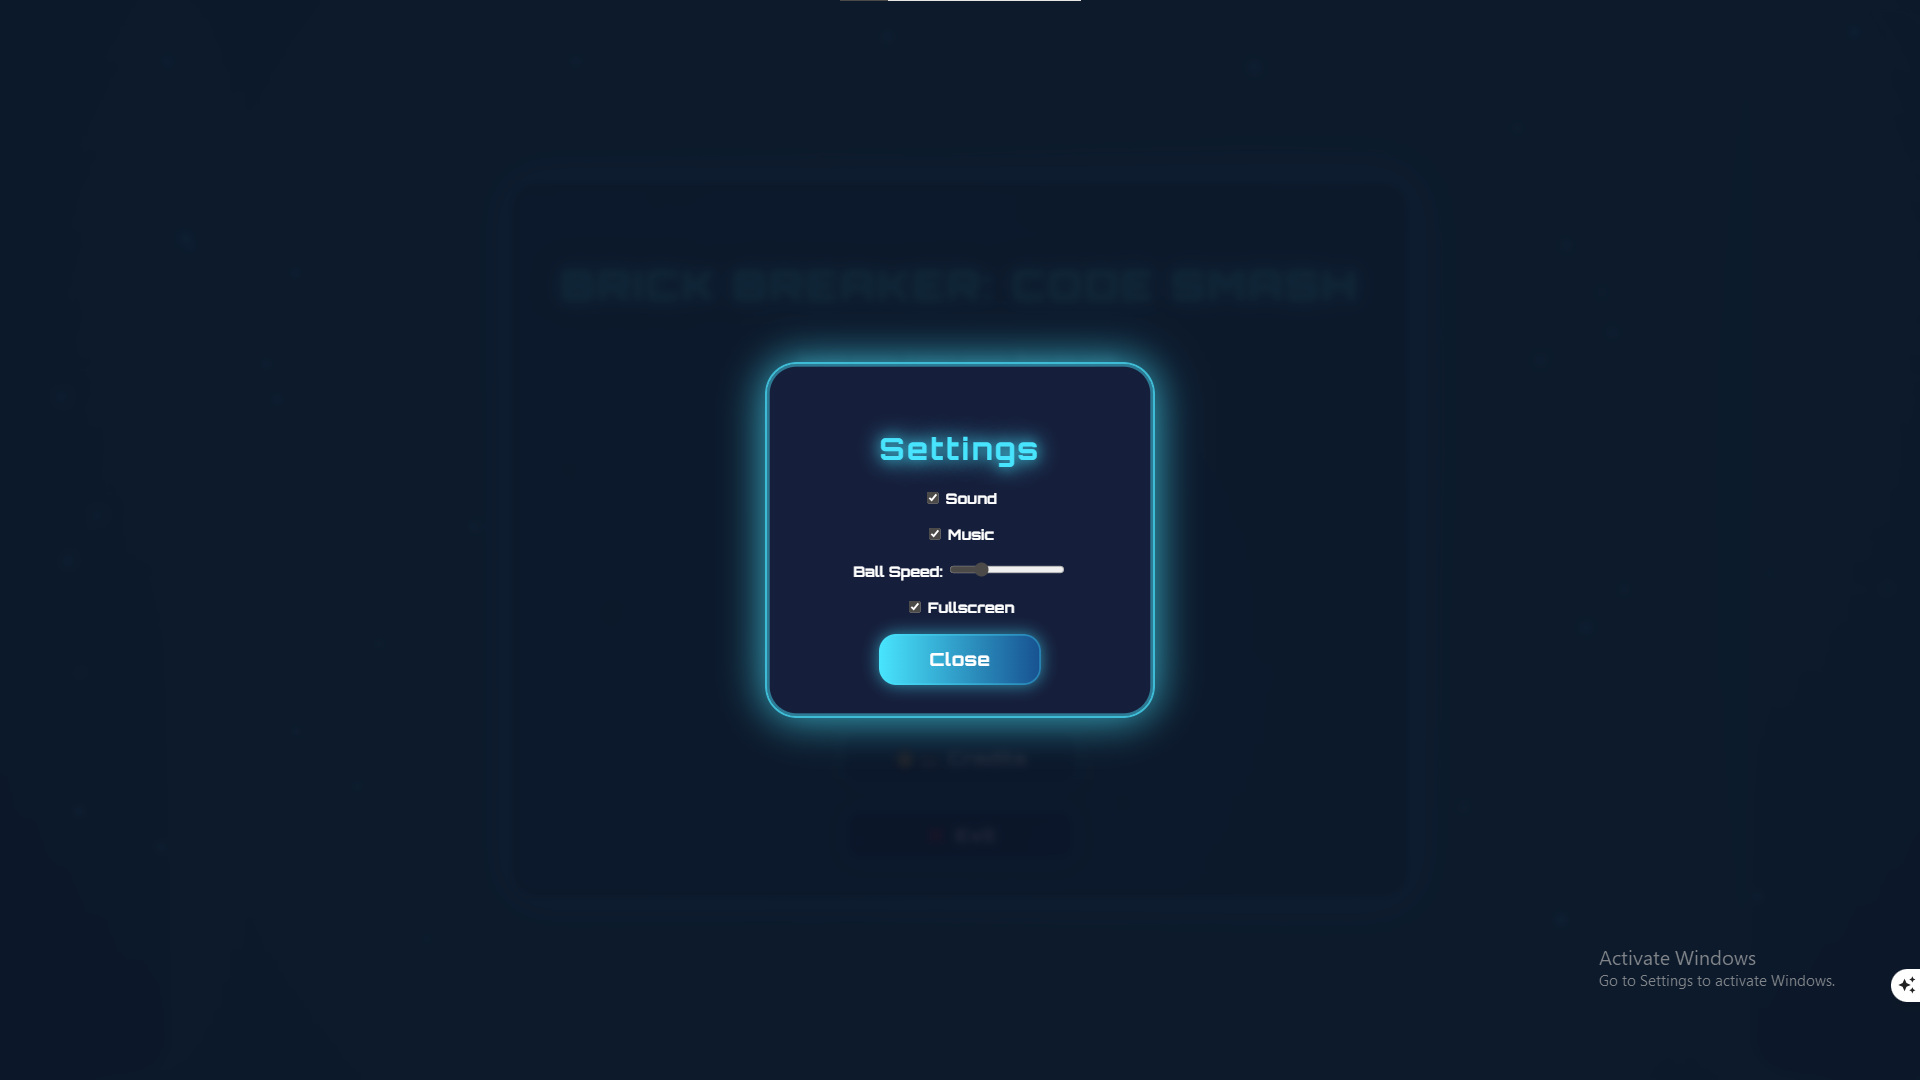 BRICK BREAKER: CODE SMASH
Settings
Sound
Music
Ball Speed:
Fullscreen
Close
Credits
Exit
Activate Windows
Go to Settings to activate Windows.